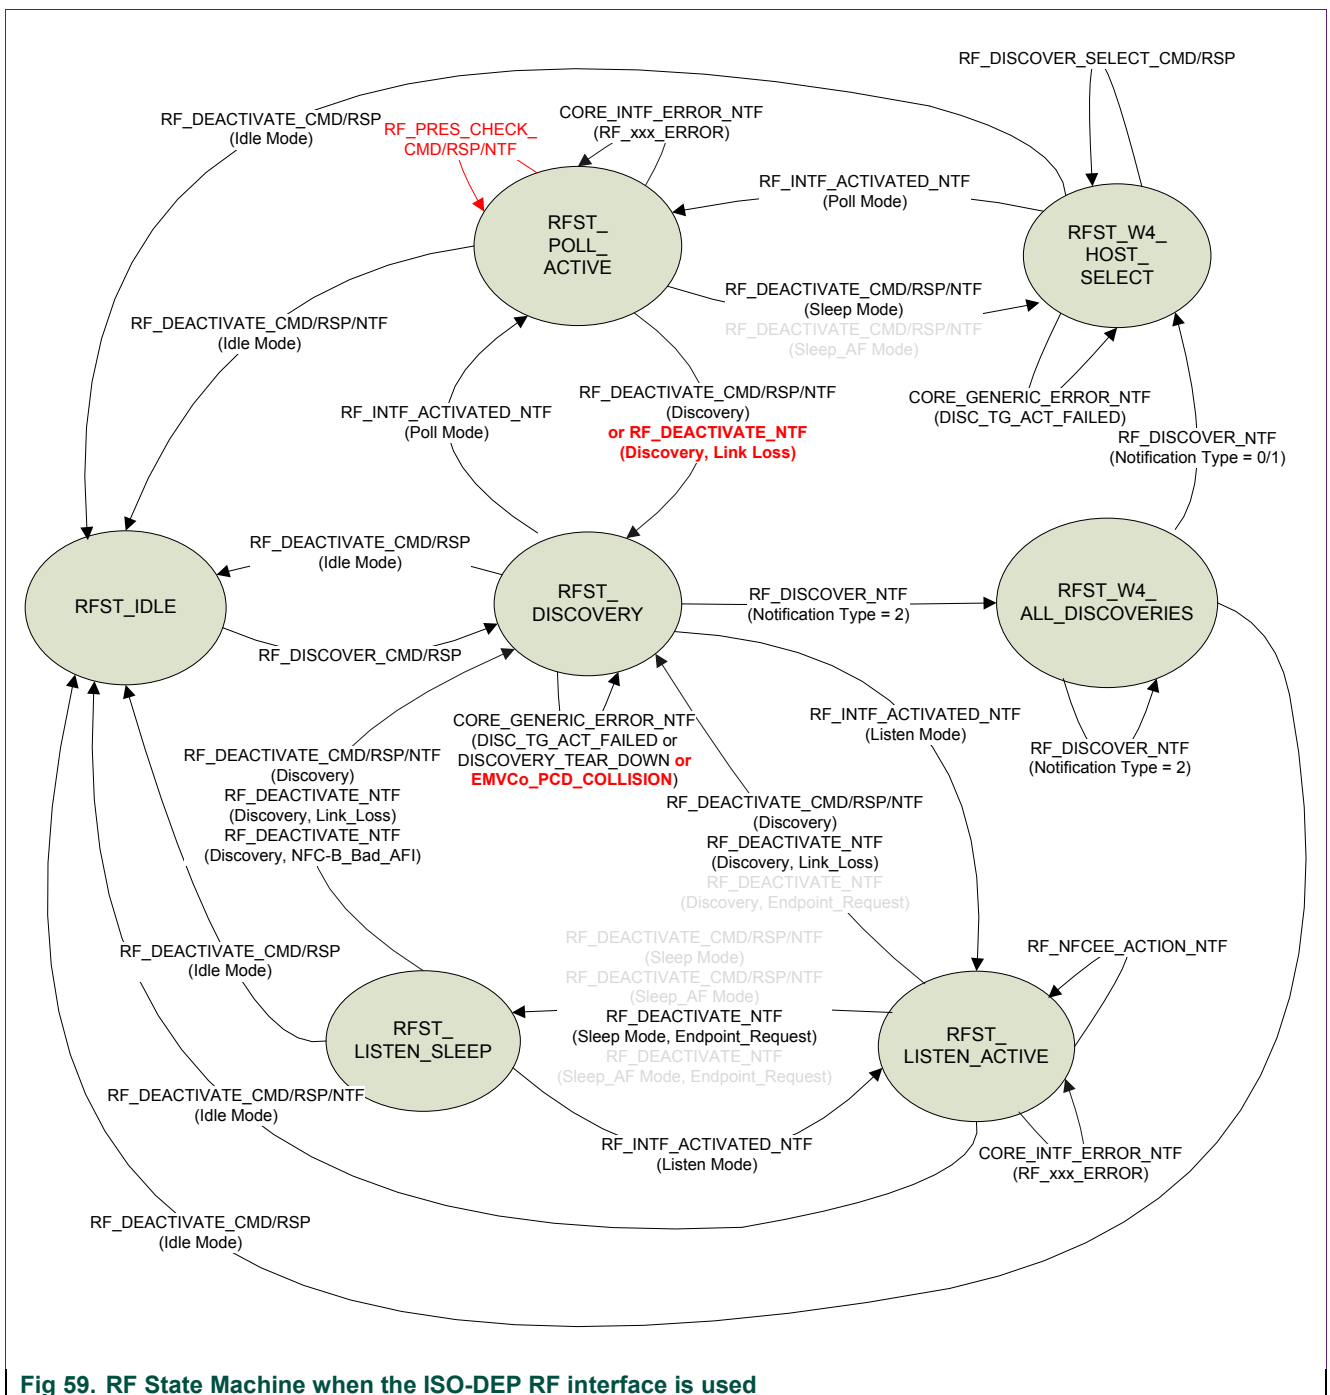 RF_DISCOVER_SELECT_CMD/RSP
RF_DEACTIVATE_CMD/RSP
(Idle Mode)
RF_PRES_CHECK_
CMD/RSP/NTF
CORE_INTF_ERROR_NTF
(RF_xxx_ERROR)
RF_INTF_ACTIVATED_NTF
(Poll Mode)
RFST_
POLL_
ACTIVE
RFST_W4_
HOST_
SELECT
RF_DEACTIVATE_CMD/RSP/NTF
(Sleep Mode)
RF_DEACTIVATE_CMD/RSP/NTF
(Sleep_AF Mode)
RF_DEACTIVATE_CMD/RSP/NTF
(Idle Mode)
RF_INTF_ACTIVATED_NTF
(Poll Mode)
RF_DEACTIVATE_CMD/RSP/NTF
(Discovery)
or RF_DEACTIVATE_NTF
(Discovery, Link Loss)
CORE_GENERIC_ERROR_NTF
(DISC_TG_ACT_FAILED)
RF_DISCOVER_NTF
(Notification Type = 0/1)
RF_DEACTIVATE_CMD/RSP
(Idle Mode)
RFST_IDLE
RFST_
DISCOVERY
RF_DISCOVER_NTF
(Notification Type = 2)
RFST_W4_
ALL_DISCOVERIES
RF_DISCOVER_CMD/RSP
CORE_GENERIC_ERROR_NTF
(DISC_TG_ACT_FAILED or
DISCOVERY_TEAR_DOWN or
EMVCo_PCD_COLLISION)
RF_INTF_ACTIVATED_NTF
(Listen Mode)
RF_DISCOVER_NTF
(Notification Type = 2)
RF_DEACTIVATE_CMD/RSP/NTF
(Discovery)
RF_DEACTIVATE_NTF
(Discovery, Link_Loss)
RF_DEACTIVATE_NTF
(Discovery, NFC-B_Bad_AFI)
RF_DEACTIVATE_CMD/RSP/NTF
(Discovery)
RF_DEACTIVATE_NTF
(Discovery, Link_Loss)
RF_DEACTIVATE_NTF
(Discovery, Endpoint_Request)
RF_DEACTIVATE_CMD/RSP
(Idle Mode)
RF_DEACTIVATE_CMD/RSP/NTF
(Sleep Mode)
RF_DEACTIVATE_CMD/RSP/NTF
(Sleep_AF Mode)
RF_DEACTIVATE_NTF
(Sleep Mode, Endpoint_Request)
RF_DEACTIVATE_NTF
(Sleep_AF Mode, Endpoint_Request)
RF_NFCEE_ACTION_NTF
RFST_
LISTEN_SLEEP
RFST_
LISTEN_ACTIVE
RF_DEACTIVATE_CMD/RSP/NTF
(Idle Mode)
RF_INTF_ACTIVATED_NTF
(Listen Mode)
CORE_INTF_ERROR_NTF
(RF_xxx_ERROR)
RF_DEACTIVATE_CMD/RSP
(Idle Mode)
Fig 59. RF State Machine when the ISO-DEP RF interface is used